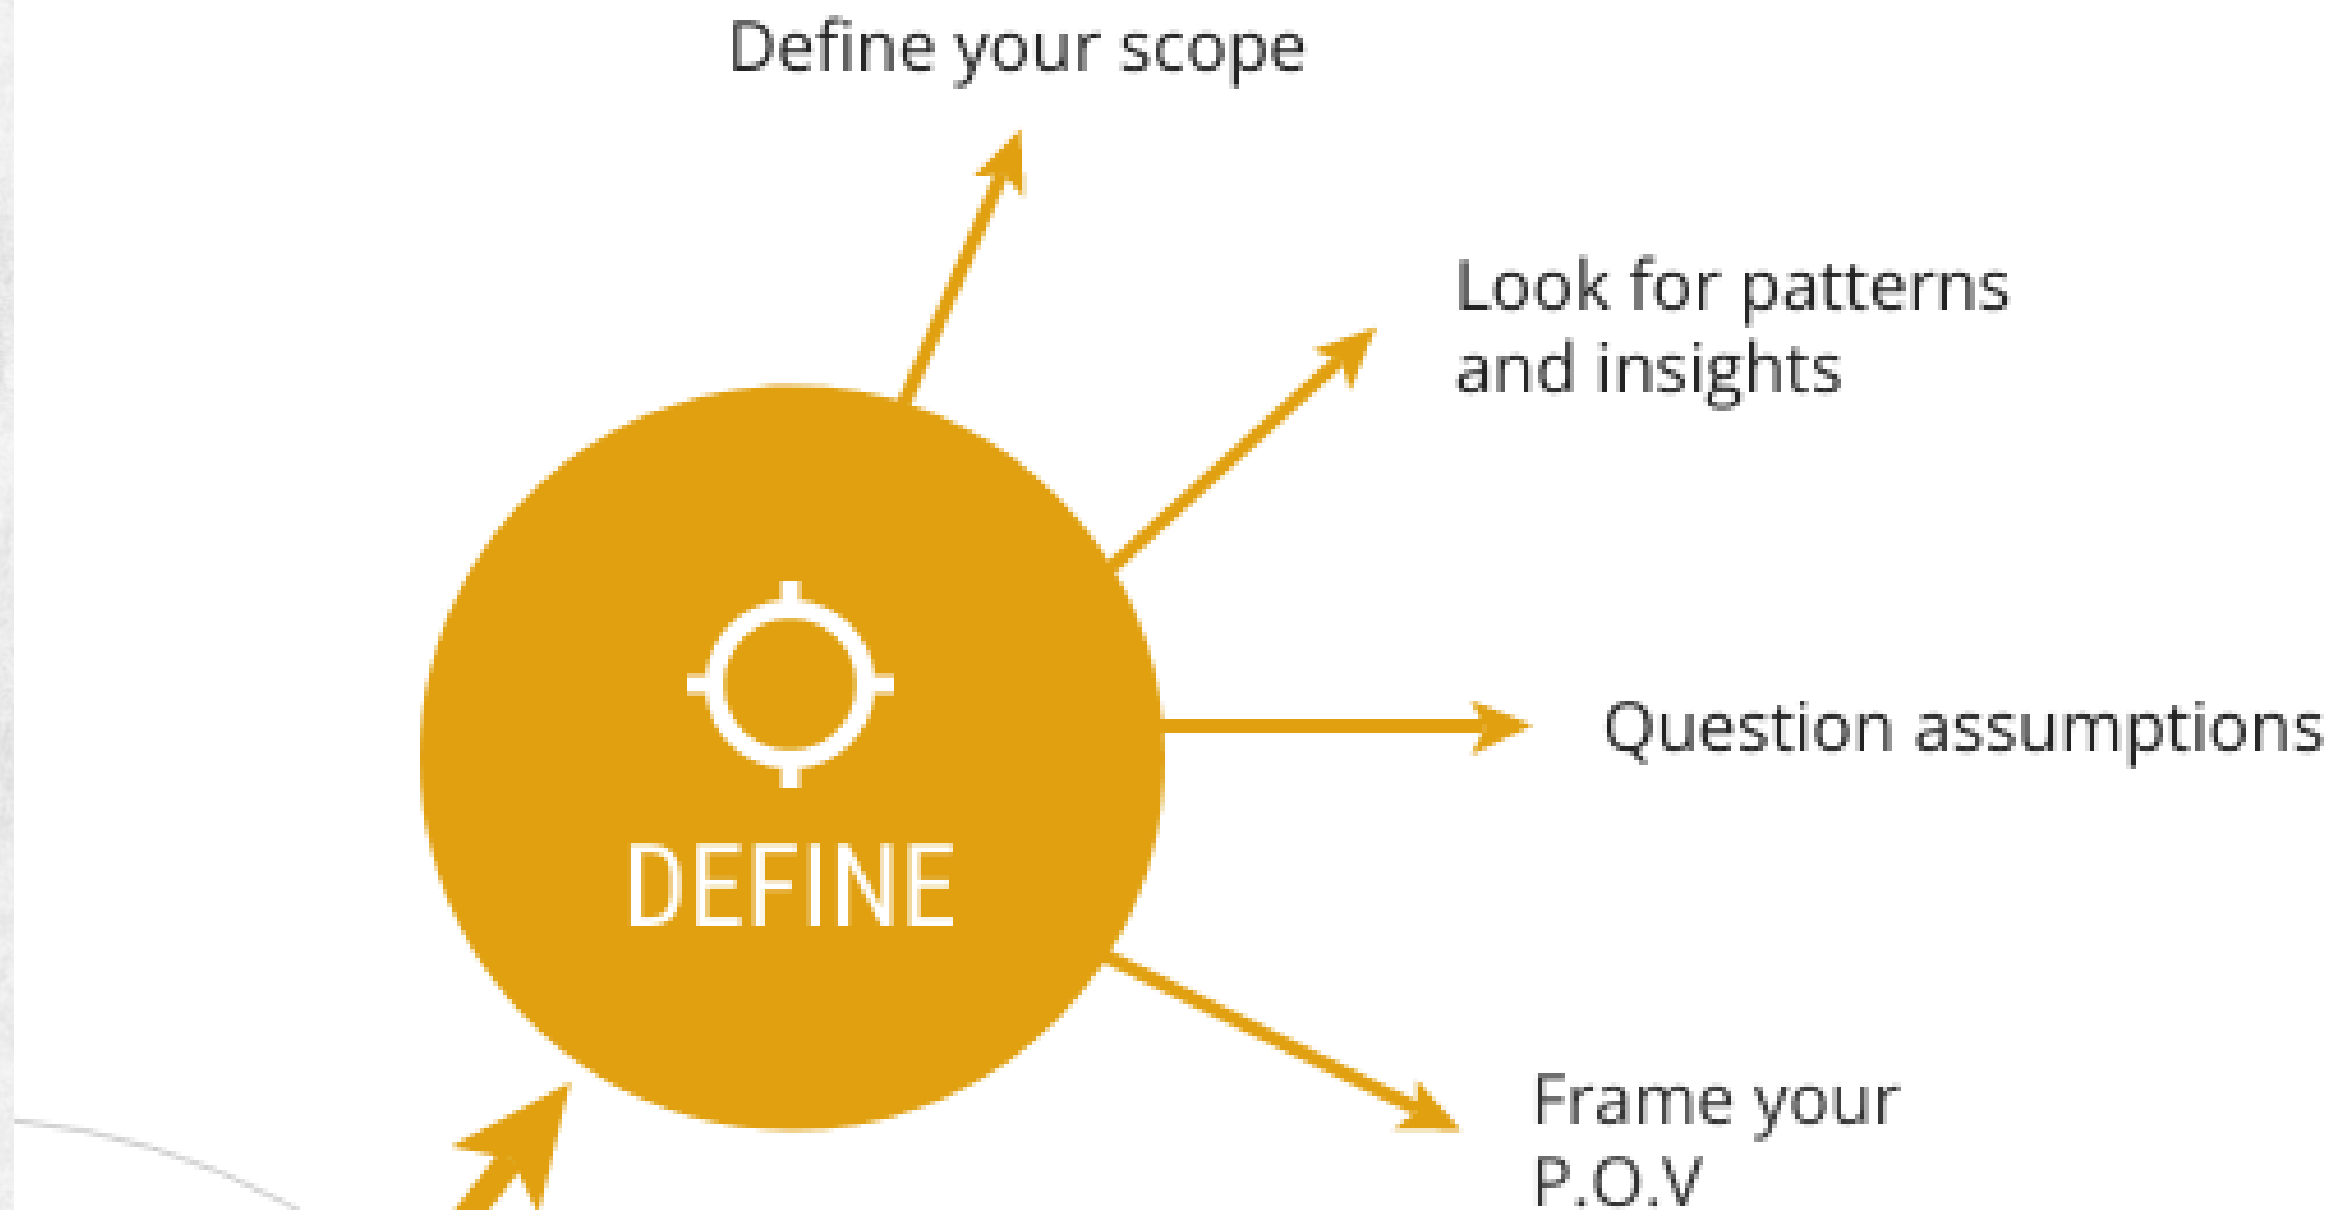 Define your scope
Look for patterns
and insights
Question assumptions
DEFINE
Frame your
P.O.V